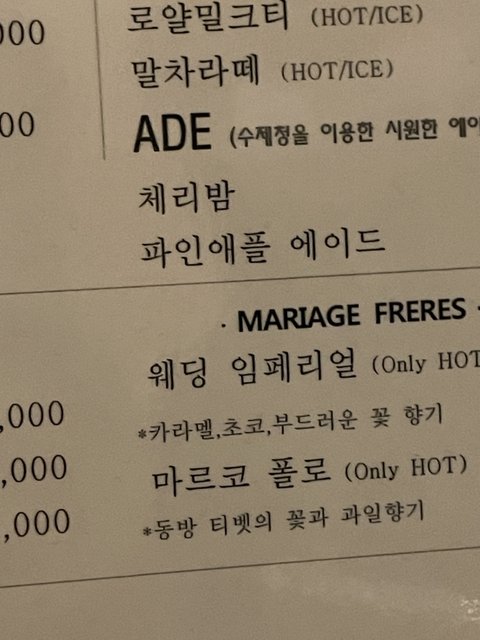 로얄밀크티 (HOT/ICE)
000
말차라떼 (HOT/ICE)
00
ADE (수제청을 이용한 시원한
체리밤
파인애플 에이드
· MARIAGE FRERES ·
웨딩 임페리얼 (Only HOT
,000
*카라멜,초코,부드러운 꽃 향기
,000
마르코 폴로 (Only HOT)
,000
*동방 티벳의 꽃과 과일향기